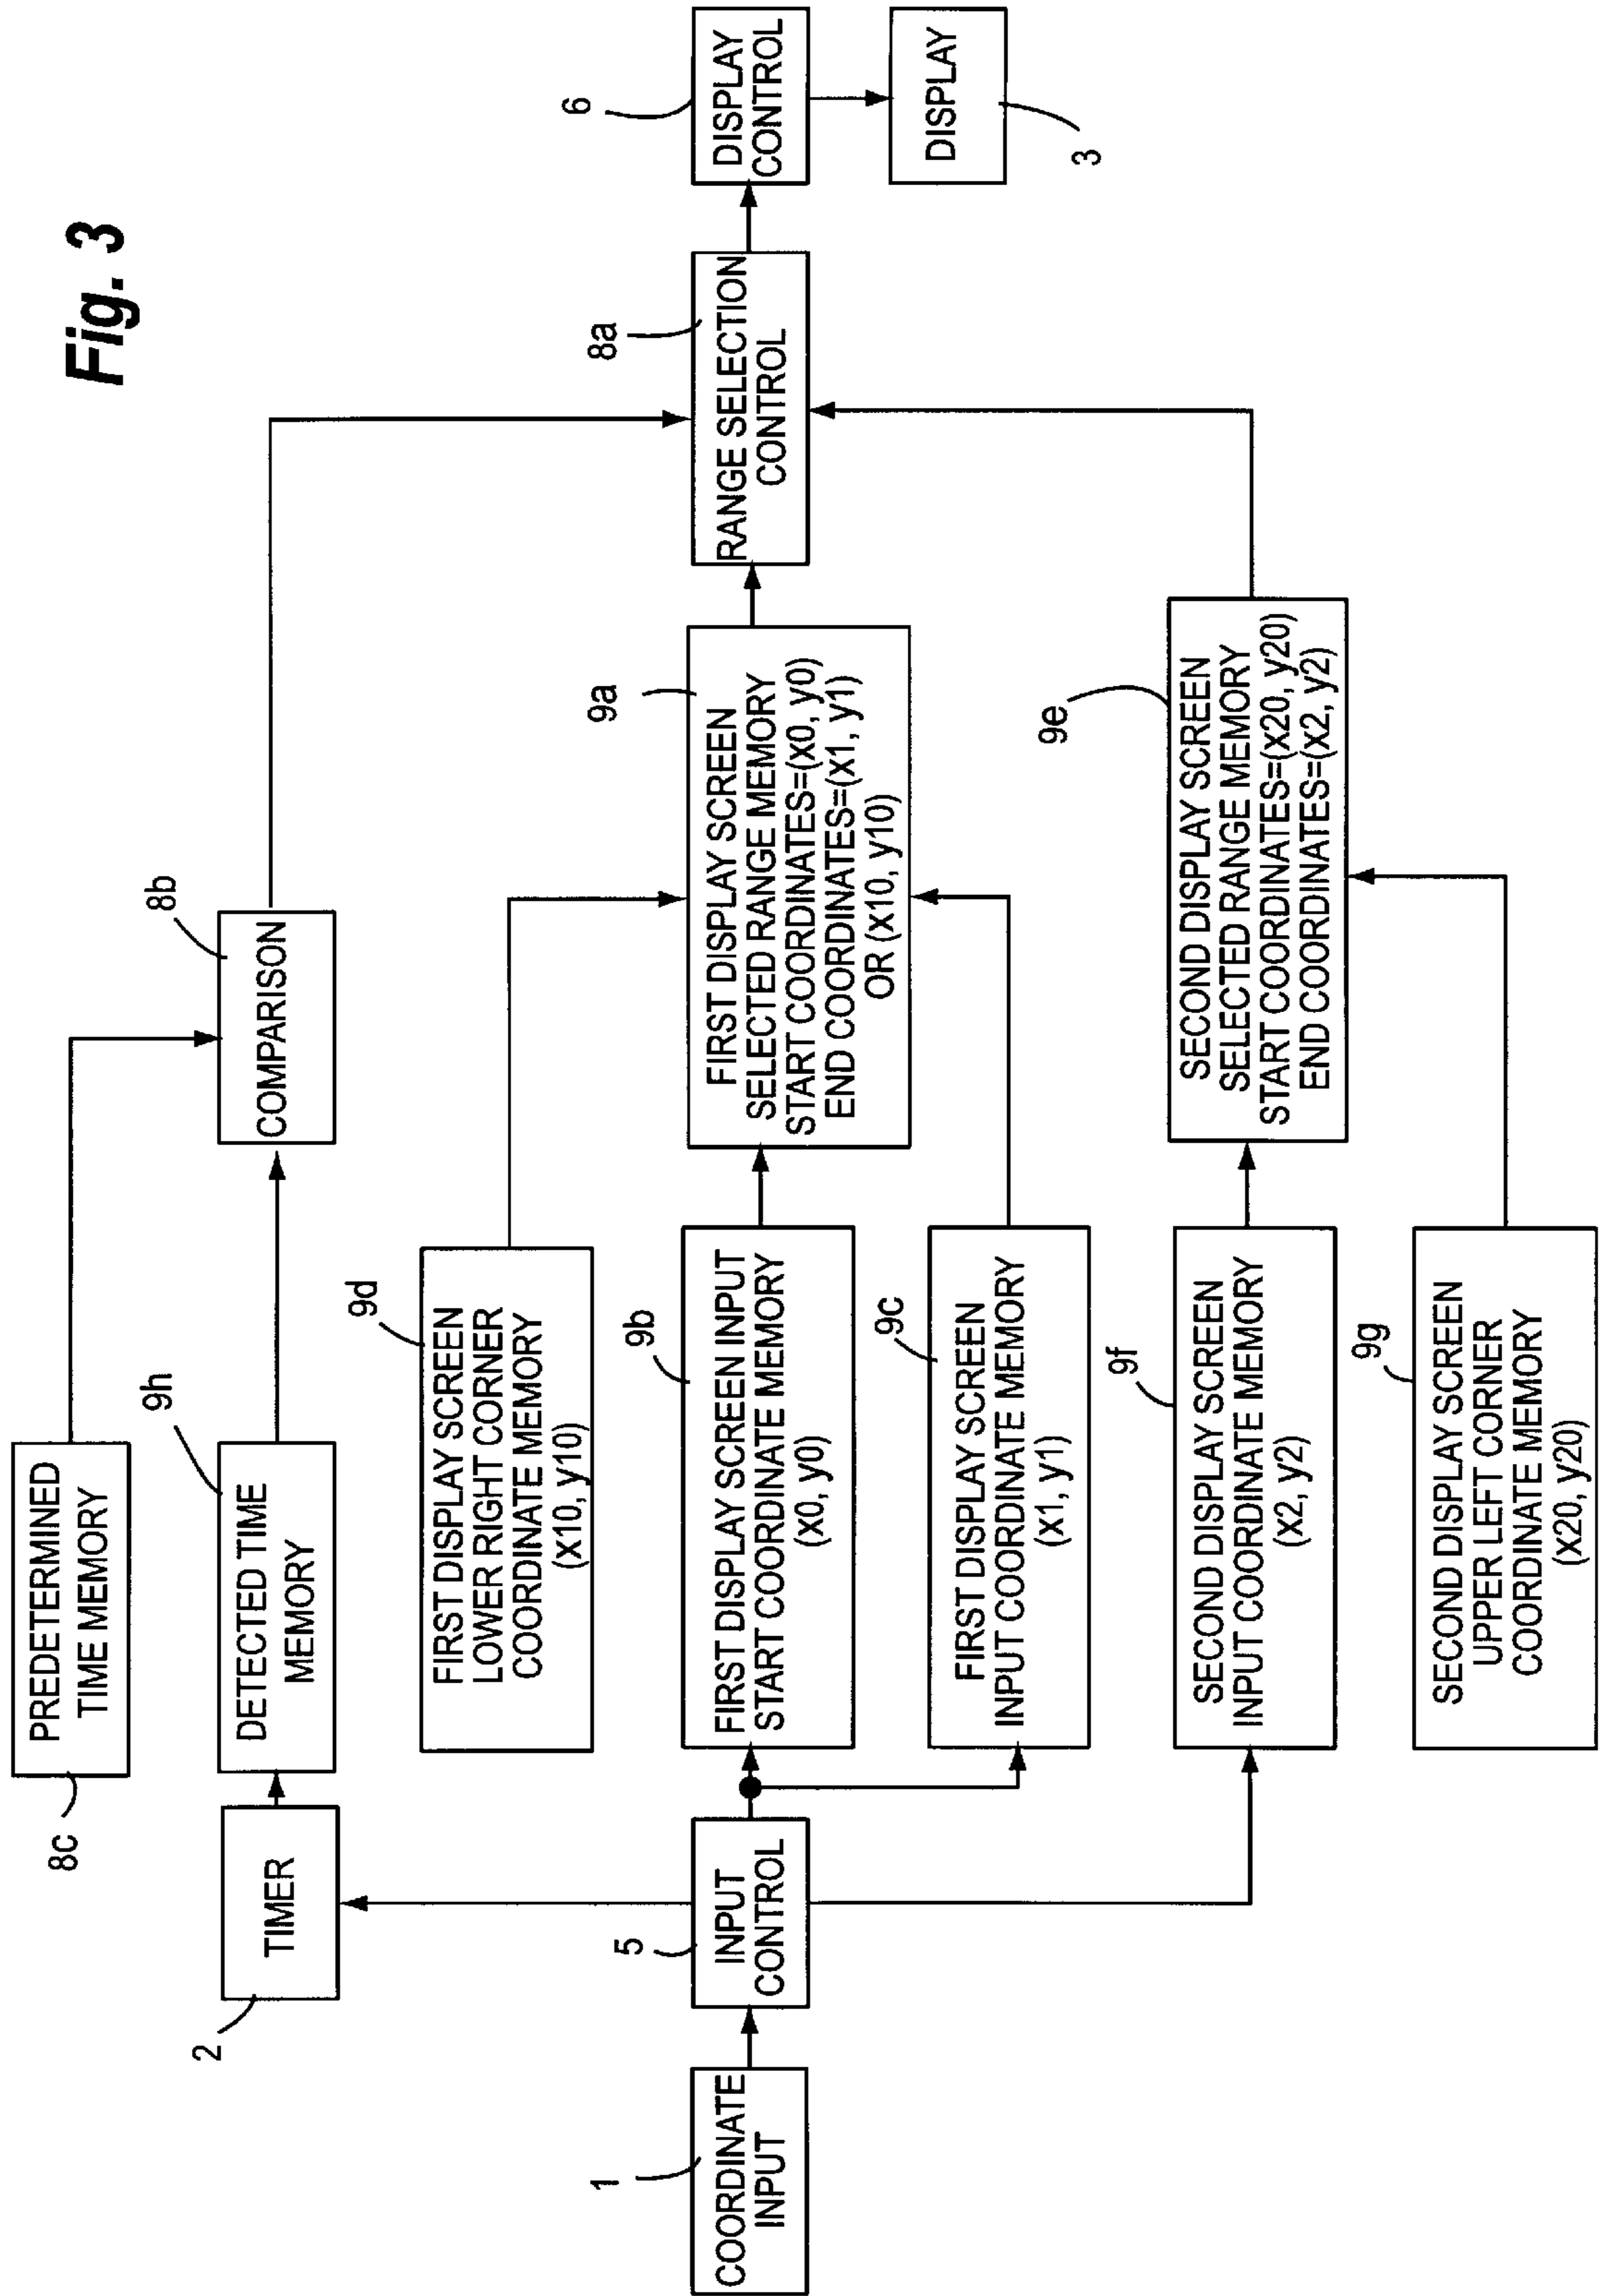 Fig. 3
8c
PREDETERMINED
TIME MEMORY
2
TIMER
9h
DETECTED TIME
MEMORY
8b
COMPARISON
9d
FIRST DISPLAY SCREEN
LOWER RIGHT CORNER
COORDINATE MEMORY
(x10, y10)
1
COORDINATE
INPUT
5
INPUT
CONTROL
9b
FIRST DISPLAY SCREEN INPUT
START COORDINATE MEMORY
(x0, y0)
9a
FIRST DISPLAY SCREEN
SELECTED RANGE MEMORY
START COORDINATES=(x0, y0)
END COORDINATES=(x1, y1)
OR (x10, y10)
8a
RANGE SELECTION
CONTROL
6
DISPLAY
CONTROL
DISPLAY
3
9c
FIRST DISPLAY SCREEN
INPUT COORDINATE MEMORY
(x1, y1)
9f
SECOND DISPLAY SCREEN
INPUT COORDINATE MEMORY
(x2, y2)
9e
SECOND DISPLAY SCREEN
SELECTED RANGE MEMORY
START COORDINATES=(x20, y20)
END COORDINATES=(x2, y2)
9g
SECOND DISPLAY SCREEN
UPPER LEFT CORNER
COORDINATE MEMORY
(x20, y20)